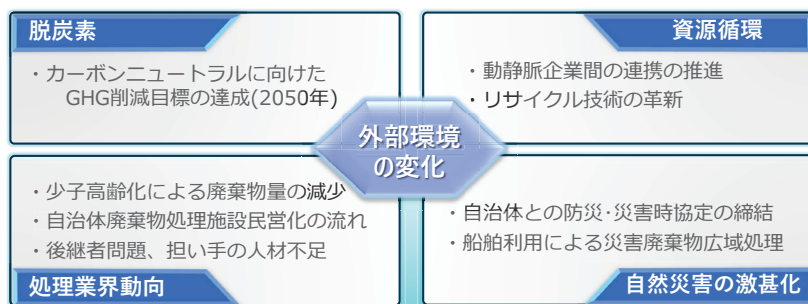 脱炭素
・カーボンニュートラルに向けた
GHG削減目標の達成(2050年)
資源循環
・動静脈企業間の連携の推進
・リサイクル技術の革新
外部環境
の変化
・少子高齢化による廃棄物量の減少
・自治体廃棄物処理施設民営化の流れ
・後継者問題、担い手の人材不足
処理業界動向
・自治体との防災･災害時協定の締結
・船舶利用による災害廃棄物広域処理
自然災害の激甚化